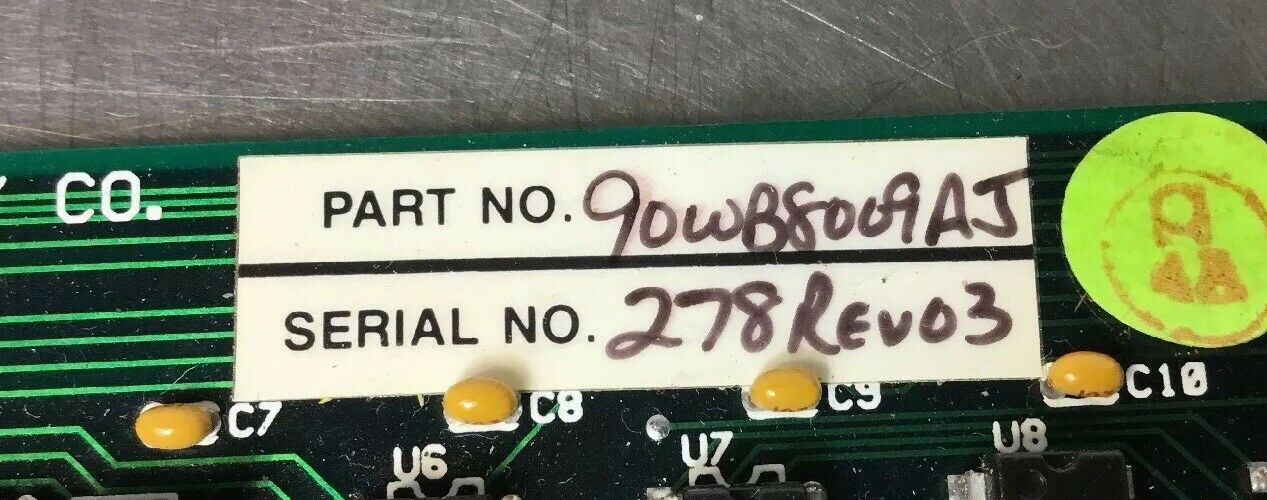 CO.
PART NO. 90WB8009AJ
SERIAL NO. 278 REV03
C7 C8 C9 C10
U6 U7 U8